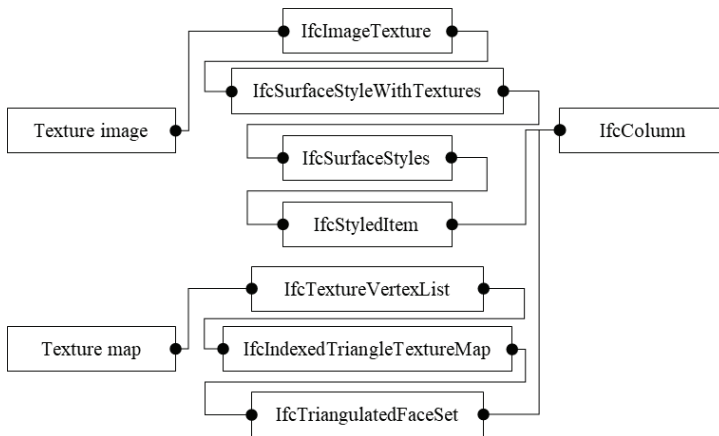 IfcImageTexture
IfcSurfaceStyleWithTextures
Texture image
IfcColumn
IfcSurfaceStyles
IfcStyledItem
IfcTextureVertexList
Texture map
IfcIndexedTriangleTextureMap
IfcTriangulatedFaceSet